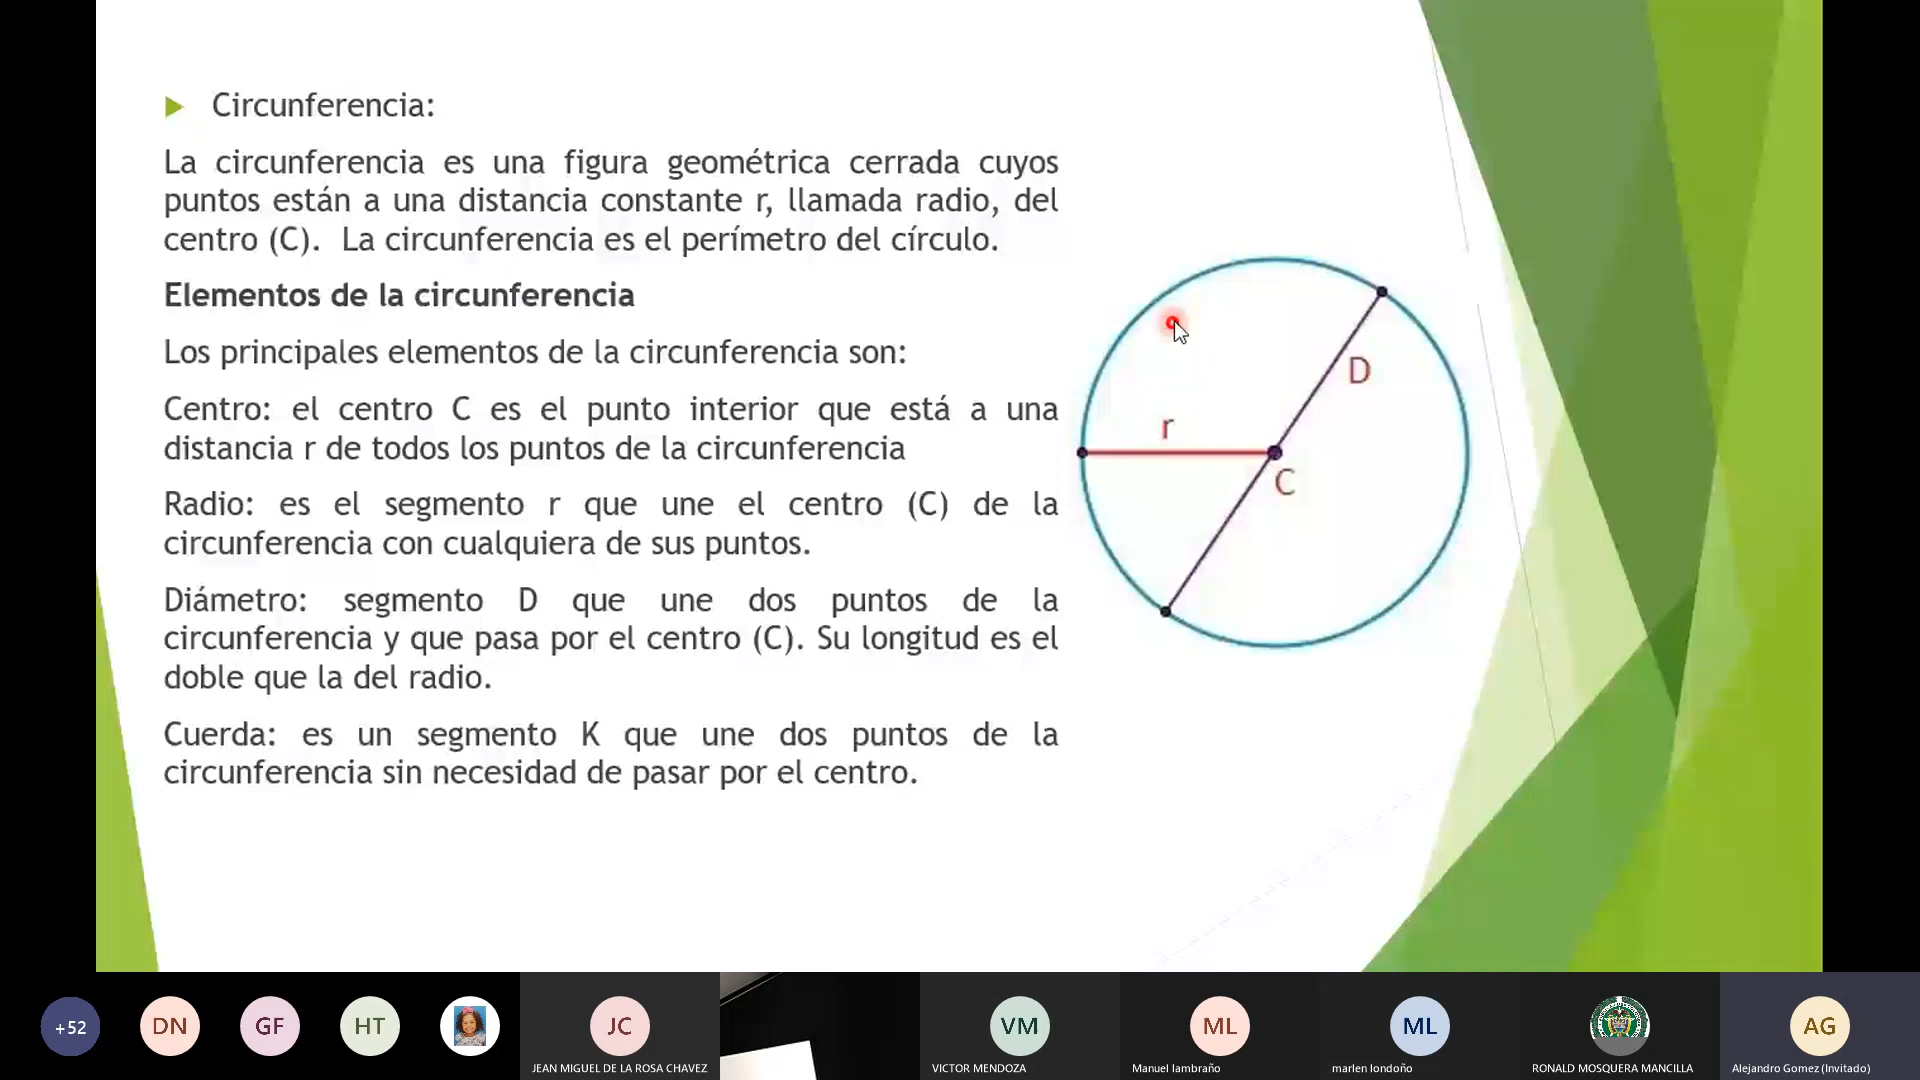 Circunferencia:
La circunferencia es una figura geométrica cerrada cuyos
puntos están a una distancia constante r, llamada radio, del
centro (C). La circunferencia es el perímetro del círculo.
Elementos de la circunferencia
Los principales elementos de la circunferencia son:
Centro: el centro C es el punto interior que está a una
distancia r de todos los puntos de la circunferencia
Radio: es el segmento r que une el centro (C) de la
circunferencia con cualquiera de sus puntos.
Diámetro: segmento D que une dos puntos de la
circunferencia y que pasa por el centro (C). Su longitud es el
doble que la del radio.
Cuerda: es un segmento K que une dos puntos de la
circunferencia sin necesidad de pasar por el centro.
D
r
C
+52
DN
GF
HT
JC
VM
ML
ML
AG
JEAN MIGUEL DE LA ROSA CHAVEZ
VICTOR MENDOZA
Manuel lambraño
marlen londoño
RONALD MOSQUERA MANCILLA
Alejandro Gomez (Invitado)